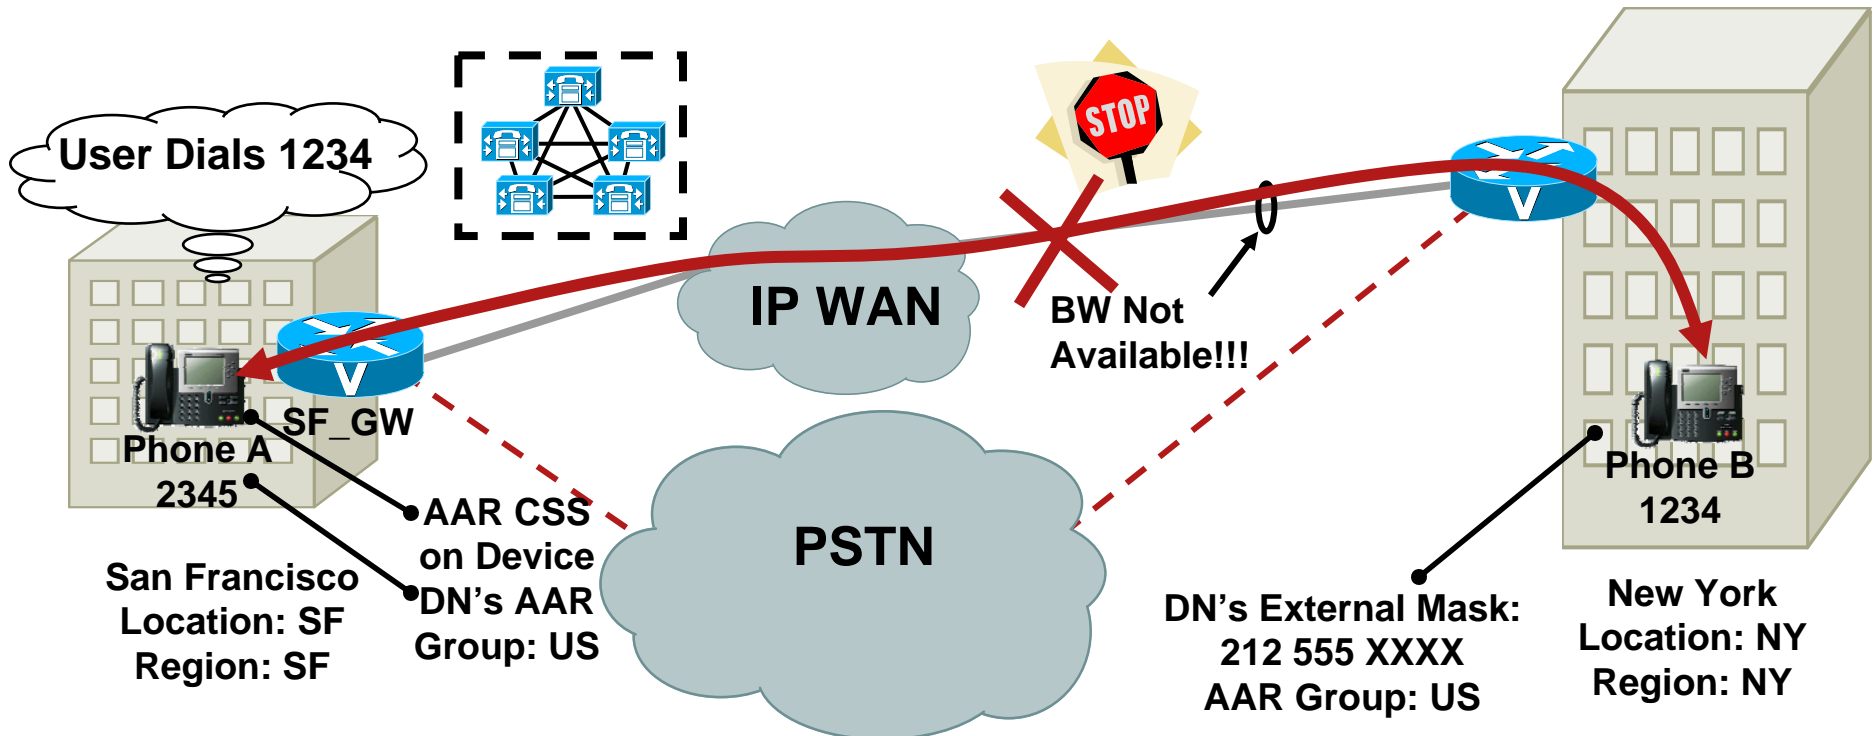 User Dials 1234
STOP
IP WAN
BW Not
Available!!!
V
V
SF_GW
Phone A
2345
AAR CSS
on Device
DN's AAR
Group: US
San Francisco
Location: SF
Region: SF
PSTN
Phone B
1234
DN's External Mask:
212 555 XXXX
AAR Group: US
New York
Location: NY
Region: NY